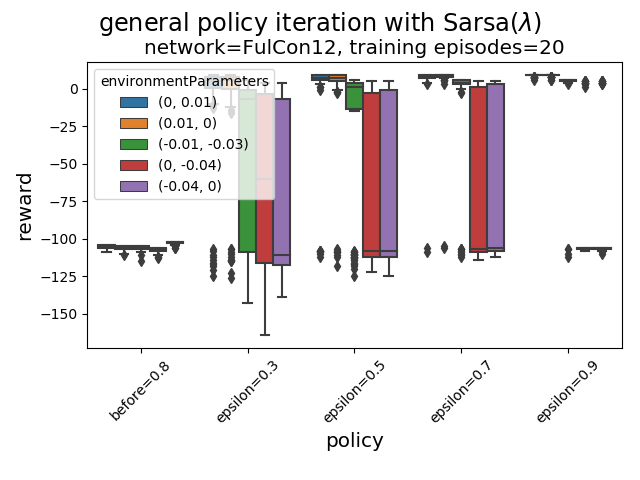 general policy iteration with Sarsa(λ)
network=FulCon12, training episodes=20
environmentParameters
(0, 0.01)
(0.01, 0)
(-0.01, -0.03)
(0, -0.04)
(-0.04, 0)
reward
0
−25
−50
−75
−100
−125
−150
before=0.8
epsilon=0.3
epsilon=0.5
epsilon=0.7
epsilon=0.9
policy